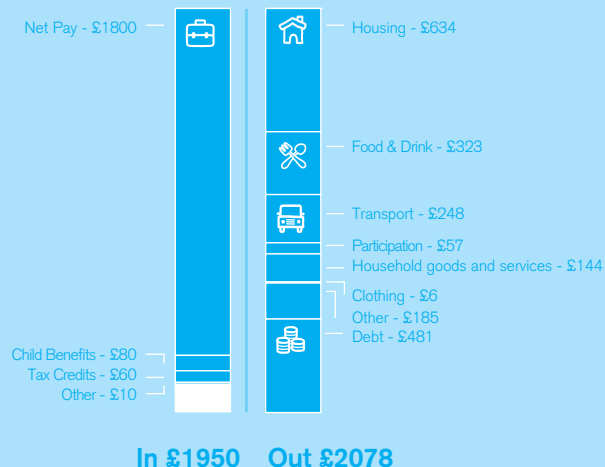 Net Pay - £1800
Child Benefits - £80
Tax Credits - £60
Other - £10
Housing - £634
Food & Drink - £323
Transport - £248
Participation - £57
Household goods and services - £144
Clothing - £6
Other - £185
Debt - £481
In £1950
Out £2078